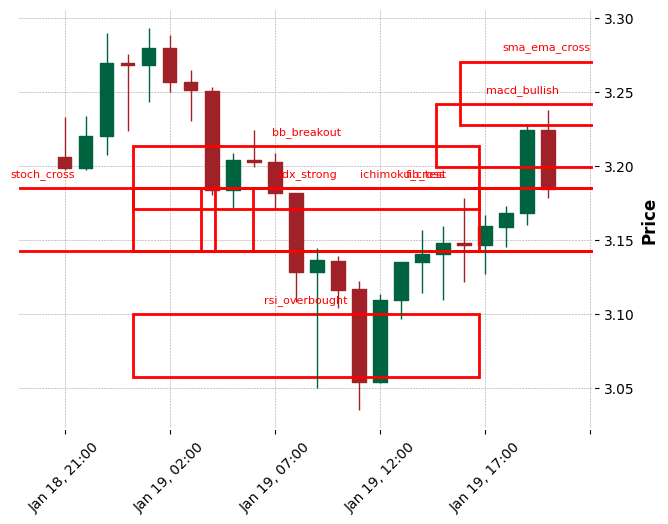 3.30
sma_ema_cross
3.25
macd_bullish
bb_breakout
3.20
stoch_cross
adx_strong
ichimoku_cross
fib_test
3.15
Price
3.10
rsi_overbought
3.05
Jan 18, 21:00
Jan 19, 02:00
Jan 19, 07:00
Jan 19, 12:00
Jan 19, 17:00